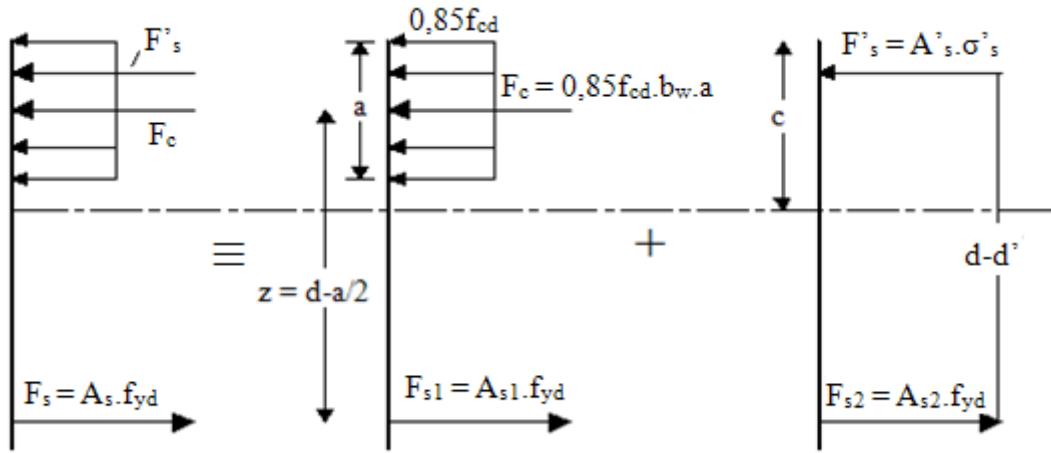 F's
Fc
Fs = As.fyd
≡
0,85fcd
a
Fc = 0,85fcd.bw.a
z = d-a/2
Fs1 = As1.fyd
+
F's = A's.σ's
c
d-d'
Fs2 = As2.fyd